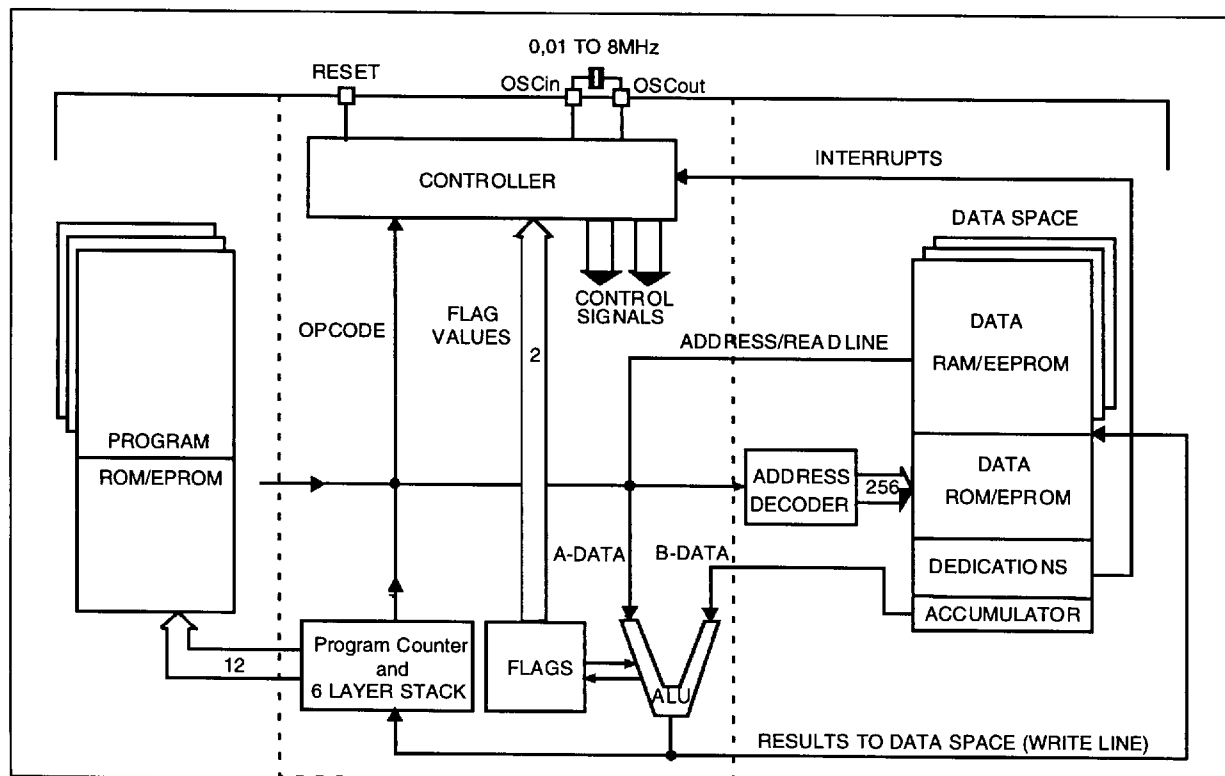 0,01 TO 8MHz
RESET
OSCin
OSCout
INTERRUPTS
CONTROLLER
DATA SPACE
CONTROL
SIGNALS
FLAG
VALUES
OPCODE
2
ADDRESS/READ LINE
DATA
RAM/EEPROM
PROGRAM
ROM/EPROM
ADDRESS
DECODER
256
DATA
ROM/EPROM
A-DATA
B-DATA
DEDICATIONS
ACCUMULATOR
12
Program Counter
and
6 LAYER STACK
FLAGS
ALU
RESULTS TO DATA SPACE (WRITE LINE)